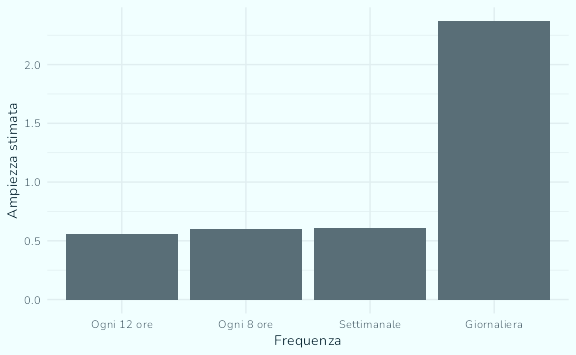 Ampiezza stimata
2.0
1.5
1.0
0.5
0.0
Ogni 12 ore
Ogni 8 ore
Settimanale
Giornaliera
Frequenza